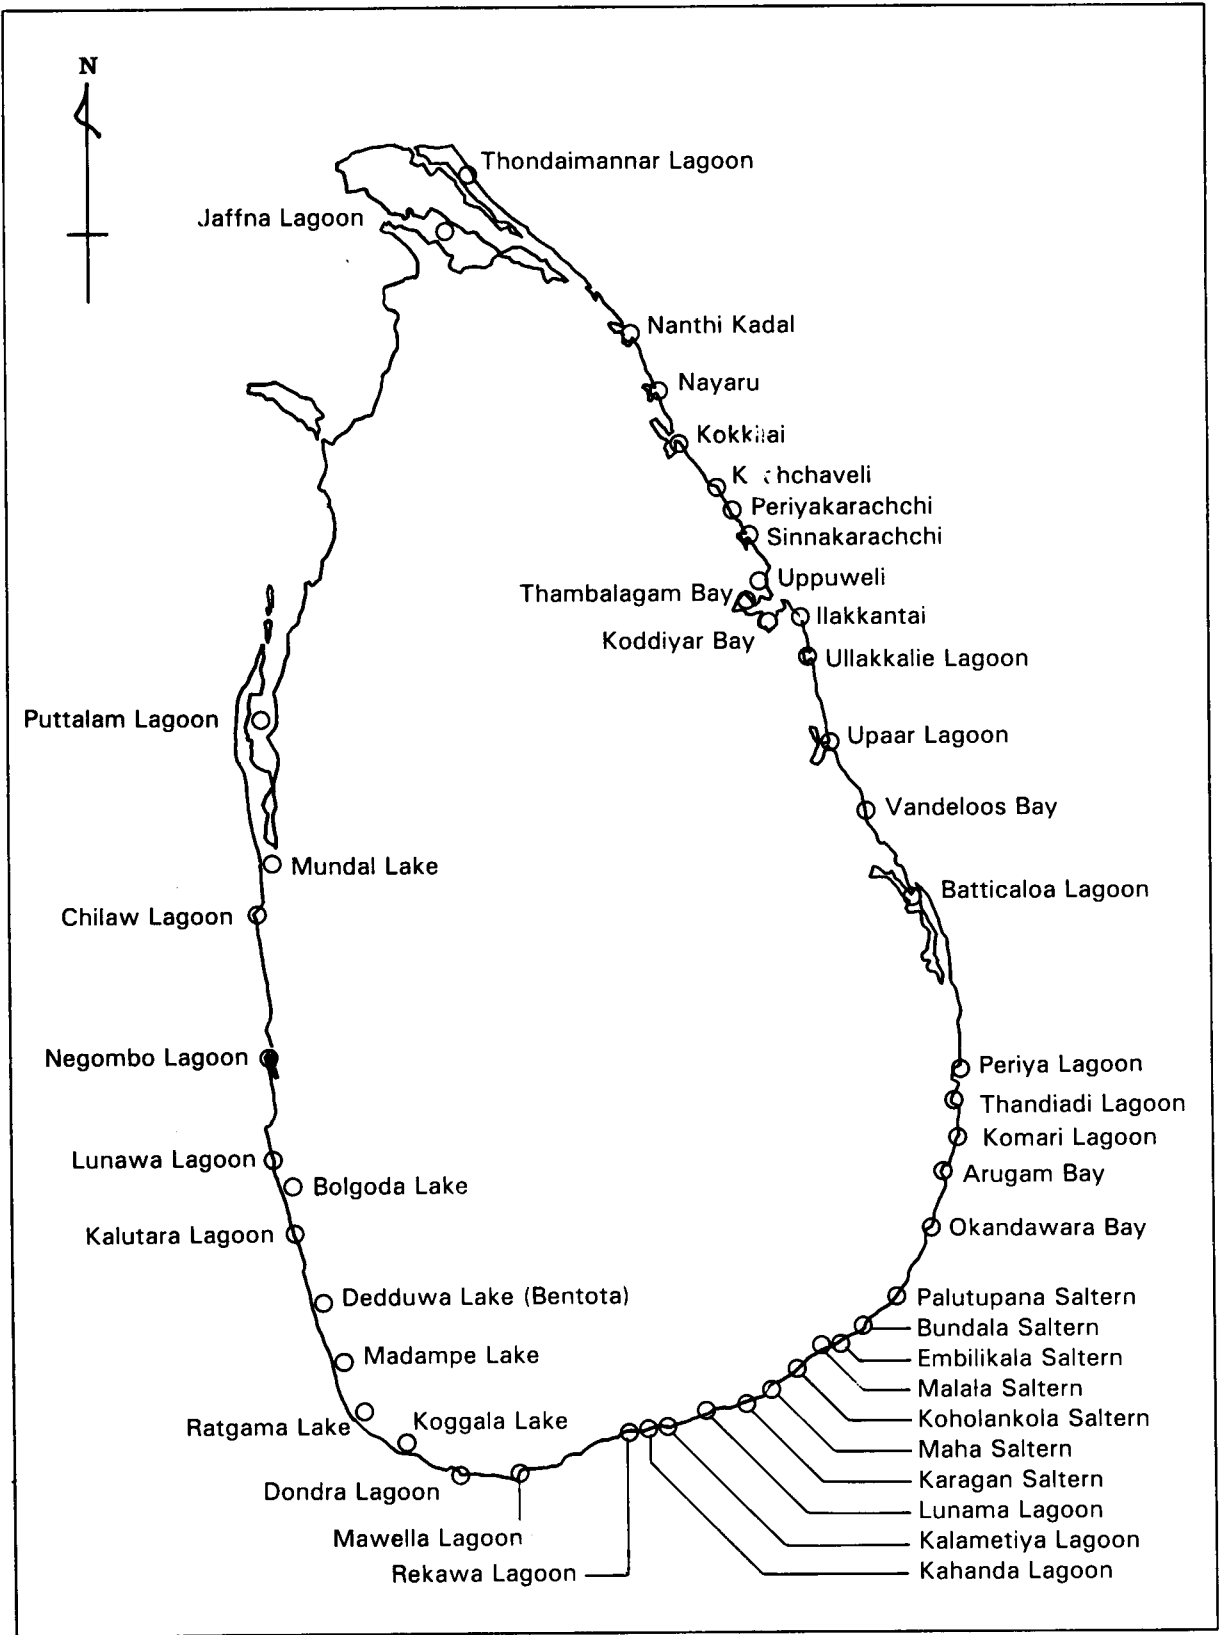 N
Thondaimannar Lagoon
Jaffna Lagoon
Nanthi Kadal
Nayaru
Kokkilai
Periyakarachchi
Sinnakarachchi
Uppuweli
Thambalagam Bay
Ilakkantai
Koddiyar Bay
Ullakkalie Lagoon
Puttalam Lagoon
Upaar Lagoon
Vandeloos Bay
Mundal Lake
Batticaloa Lagoon
Chilaw Lagoon
Negombo Lagoon
Periya Lagoon
Thandiadi Lagoon
Komari Lagoon
Lunawa Lagoon
Arugam Bay
Bolgoda Lake
Okandawara Bay
Kalutara Lagoon
Dedduwa Lake (Bentota)
Palutupana Saltern
Bundala Saltern
Madampe Lake
Embilikala Saltern
Malala Saltern
Koholankola Saltern
Ratgama Lake
Koggala Lake
Maha Saltern
Karagan Saltern
Dondra Lagoon
Lunama Lagoon
Mawella Lagoon
Kalametiya Lagoon
Rekawa Lagoon
Kahanda Lagoon